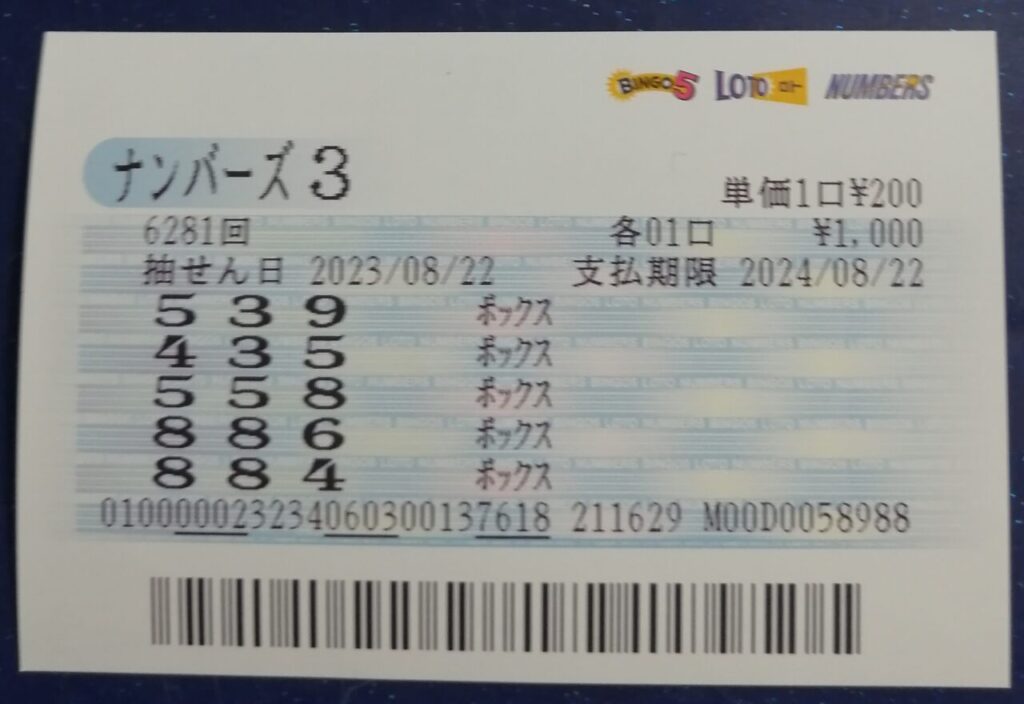 BINGO5 LOTO ロト NUMBERS
ナンバーズ 3
単価1口¥200
6281回 各01口 ¥1,000
抽せん日 2023/08/22 支払期限 2024/08/22
5 3 9 ボックス
4 3 5 ボックス
5 5 8 ボックス
8 8 6 ボックス
8 8 4 ボックス
010000023234060300137618 211629 M00D0058988